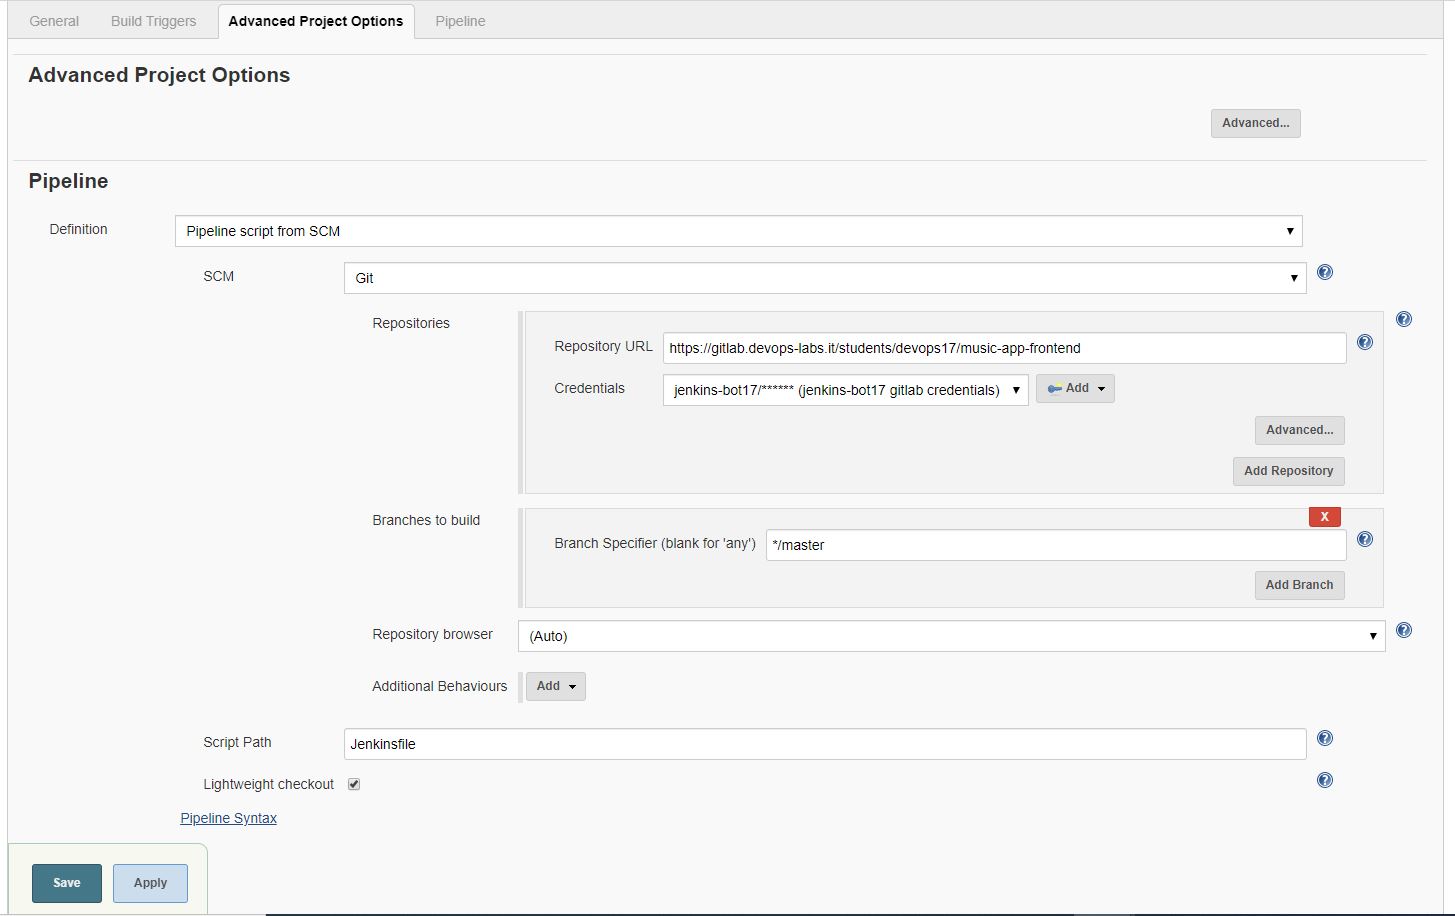 General Build Triggers Advanced Project Options Pipeline
Advanced Project Options
Advanced...
Pipeline
Definition Pipeline script from SCM
SCM Git
Repositories
Repository URL https://gitlab.devops-labs.it/students/devops17/music-app-frontend
Credentials jenkins-bot17/****** (jenkins-bot17 gitlab credentials) Add
Advanced...
Add Repository
Branches to build X
Branch Specifier (blank for 'any') */master
Add Branch
Repository browser (Auto)
Additional Behaviours Add
Script Path Jenkinsfile
Lightweight checkout
Pipeline Syntax
Save Apply